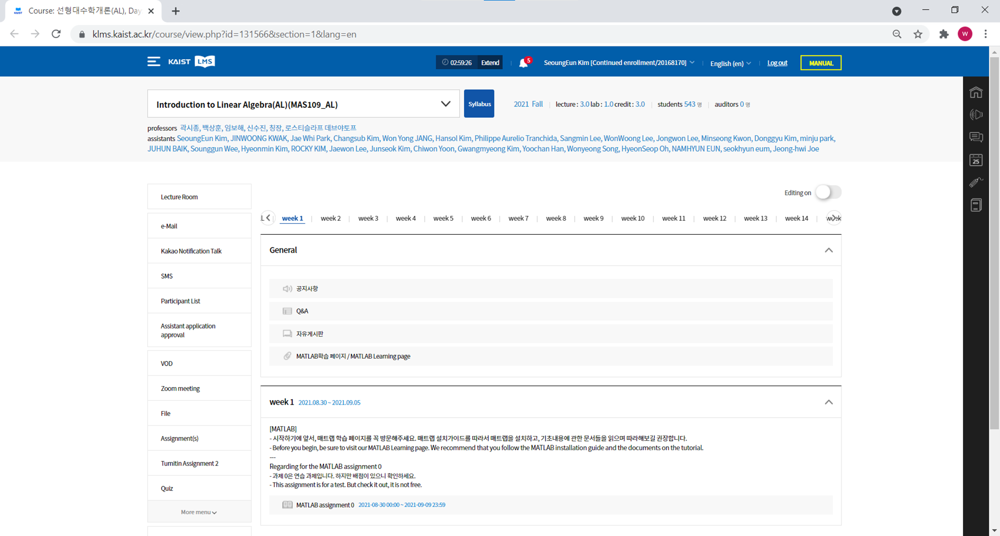 Course: 선형대수학개론(AL), Day
klms.kaist.ac.kr/course/view.php?id=131566&section=1&lang=en
W
KAIST LMS
02:59:26 Extend
5
SeoungEun Kim [Continued enrollment/20168170]
English (en)
Log out
MANUAL
Introduction to Linear Algebra(AL)(MAS109_AL)
Syllabus
2021 Fall
lecture : 3.0 lab : 1.0 credit : 3.0
students 543 명
auditors 0 명
professors 곽시종, 백상훈, 임보해, 신수진, 칭장, 로스티슬라프 데브야토프
assistants SeoungEun Kim, JINWOONG KWAK, Jae Whi Park, Changsub Kim, Won Yong JANG, Hansol Kim, Philippe Aurelio Tranchida, Sangmin Lee, WonWoong Lee, Jongwon Lee, Minseong Kwon, Donggyu Kim, minju park,
JUHUN BAIK, Sounggun Wee, Hyeonmin Kim, ROCKY KIM, Jaewon Lee, Junseok Kim, Chiwon Yoon, Gwangmyeong Kim, Yoochan Han, Wonyeong Song, HyeonSeop Oh, NAMHYUN EUN, seokhyun eum, Jeong-hwi Joe
25
Lecture Room
e-Mail
Kakao Notification Talk
SMS
Participant List
Assistant application
approval
VOD
Zoom meeting
File
Assignment(s)
Turnitin Assignment 2
Quiz
More menu
Editing on
week 1 week 2 week 3 week 4 week 5 week 6 week 7 week 8 week 9 week 10 week 11 week 12 week 13 week 14 week
General
공지사항
Q&A
자유게시판
MATLAB학습 페이지 / MATLAB Learning page
week 1 2021.08.30 ~ 2021.09.05
[MATLAB]
- 시작하기에 앞서, 매트랩 학습 페이지를 꼭 방문해주세요. 매트랩 설치가이드를 따라서 매트랩을 설치하고, 기초내용에 관한 문서들을 읽으며 따라해보길 권장합니다.
- Before you begin, be sure to visit our MATLAB Learning page. We recommend that you follow the MATLAB installation guide and the documents on the tutorial.
---
Regarding for the MATLAB assignment 0
- 과제 0은 연습 과제입니다. 하지만 배점이 있으니 확인하세요.
- This assignment is for a test. But check it out, it is not free.
MATLAB assignment 0 2021-08-30 00:00 ~ 2021-09-09 23:59